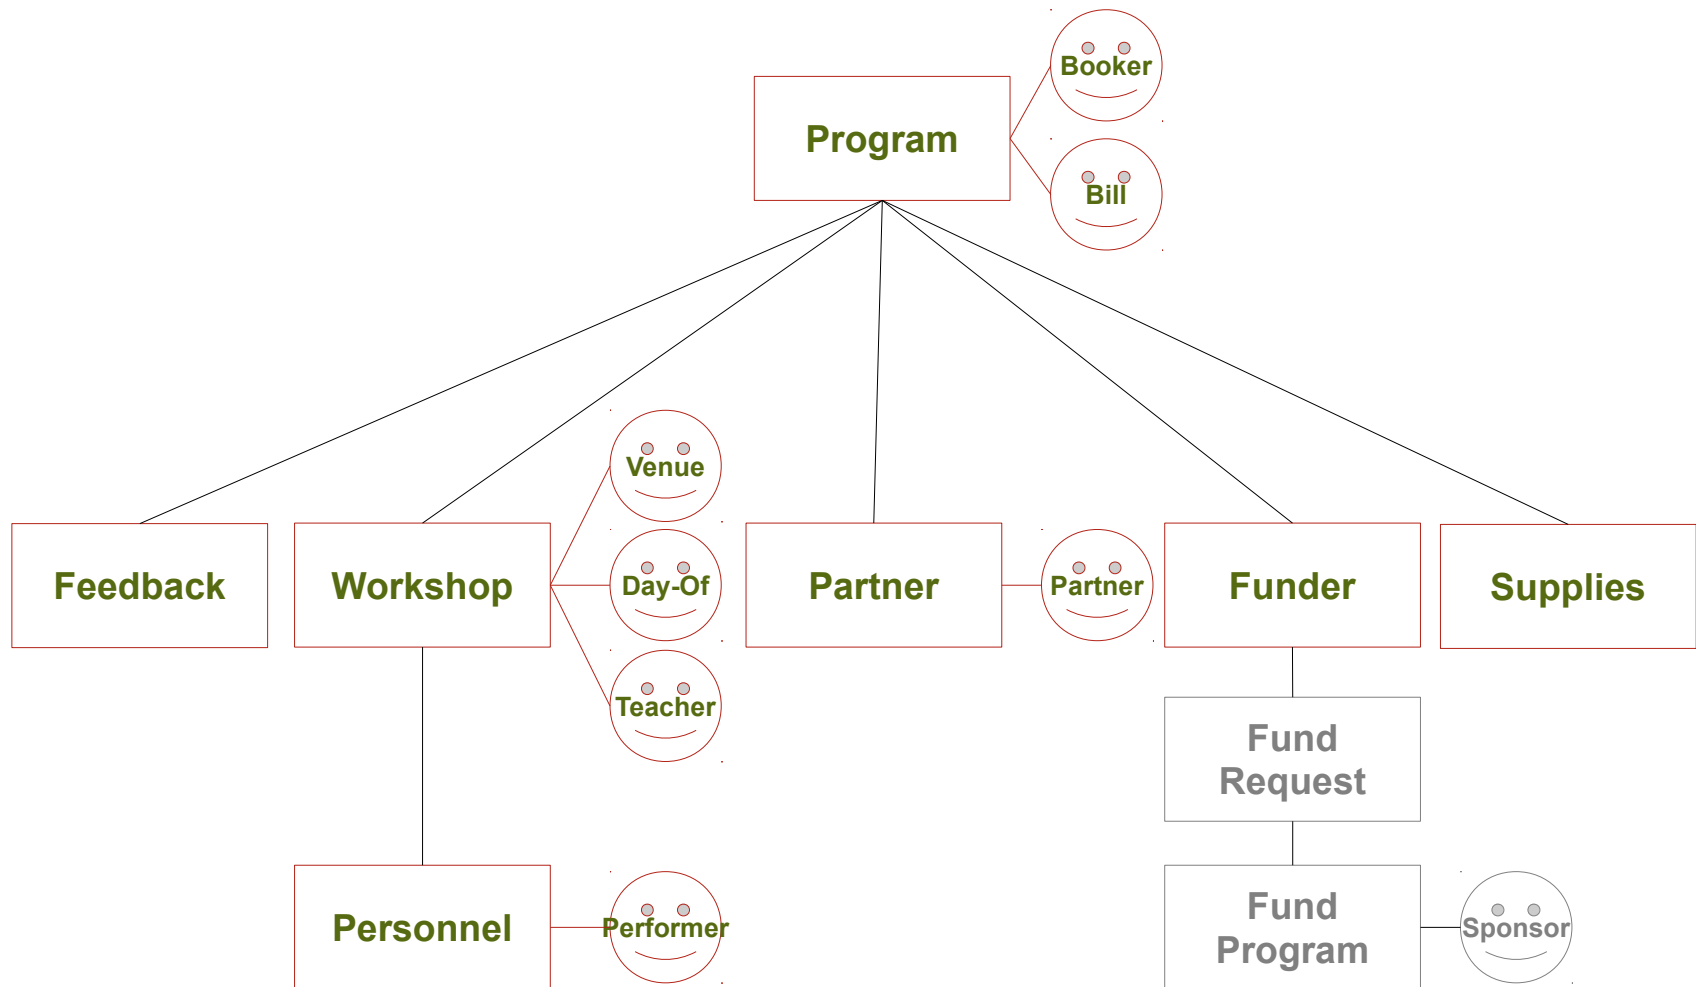 Booker
Program
Bill
Venue
Feedback
Workshop
Day-Of
Partner
Partner
Funder
Supplies
Teacher
Fund
Request
Personnel
Performer
Fund
Program
Sponsor